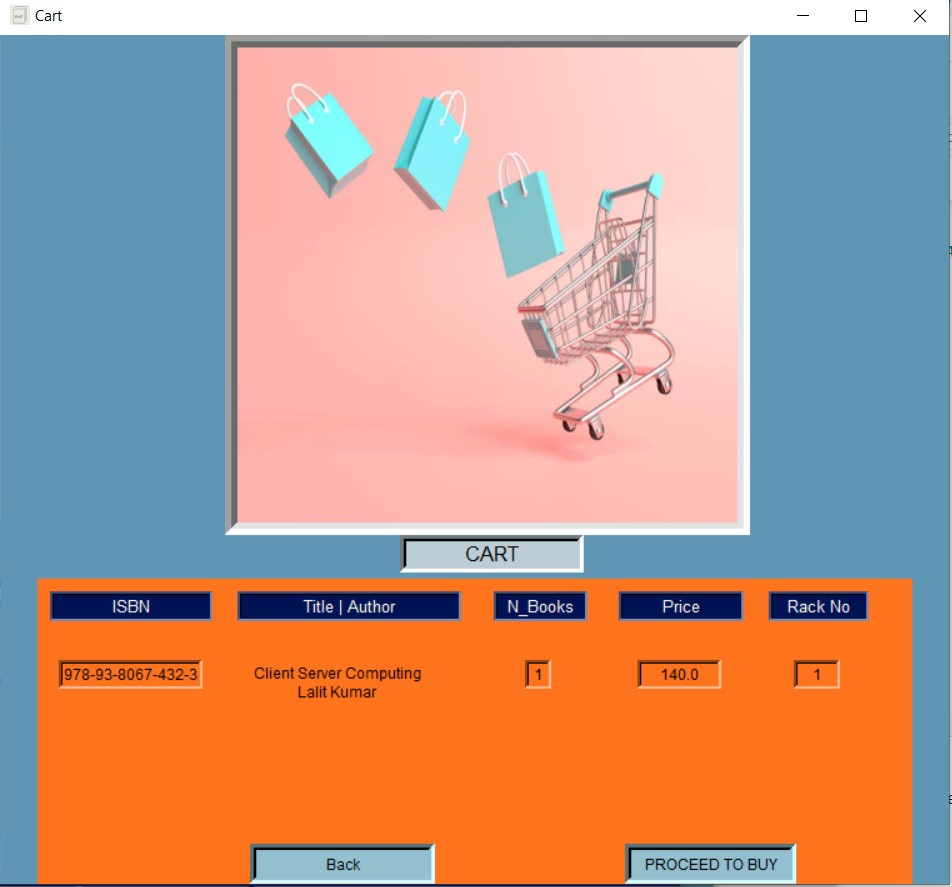 Cart
CART
ISBN
Title | Author
N_Books
Price
Rack No
978-93-8067-432-3
Client Server Computing
Lalit Kumar
1
140.0
1
Back
PROCEED TO BUY